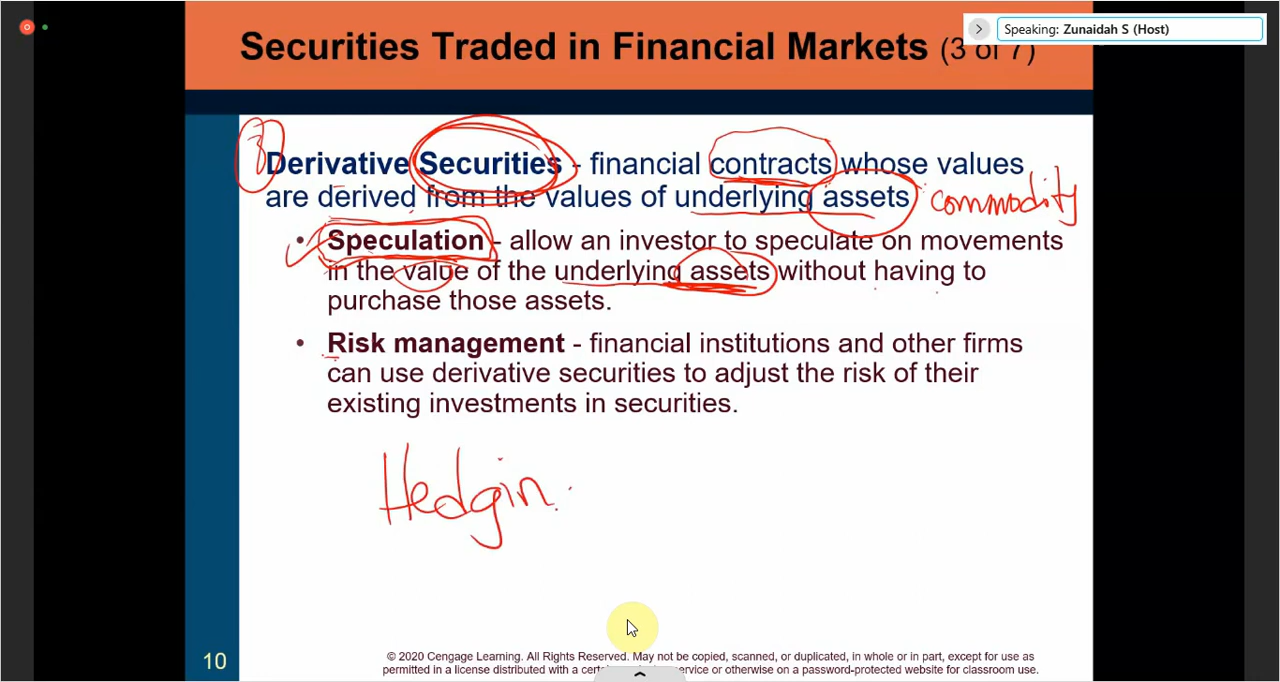 Speaking: Zunaidah S (Host)
Securities Traded in Financial Markets (3 of 7)
3
Derivative Securities - financial contracts whose values
are derived from the values of underlying assets commodity
• Speculation - allow an investor to speculate on movements
in the value of the underlying assets without having to
purchase those assets.
• Risk management - financial institutions and other firms
can use derivative securities to adjust the risk of their
existing investments in securities.
Hedgin
10
© 2020 Cengage Learning. All Rights Reserved. May not be copied, scanned, or duplicated, in whole or in part, except for use as
permitted in a license distributed with a service or otherwise on a password-protected website for classroom use.